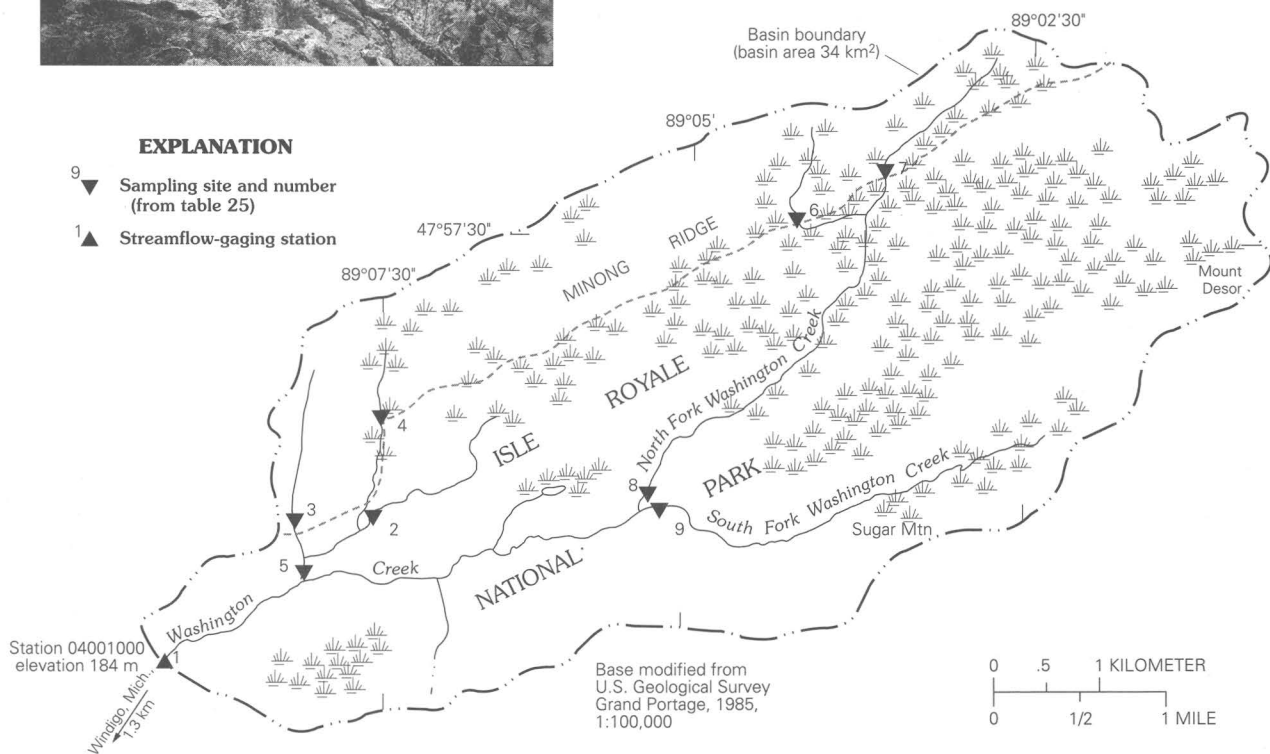 89°02'30"
Basin boundary
(basin area 34 km²)
89°05'
EXPLANATION
9
Sampling site and number
(from table 25)
1
Streamflow-gaging station
47°57'30"
89°07'30"
MINONG
RIDGE
7
6
Mount
Desor
ISLE
ROYALE
NATIONAL
PARK
North Fork Washington Creek
South Fork Washington Creek
Sugar Mtn
4
3
2
5
8
9
Washington
Creek
Station 04001000
elevation 184 m
1
Windigo, Mich.
1.3 km
Base modified from
U.S. Geological Survey
Grand Portage, 1985,
1:100,000
0 .5 1 KILOMETER
0 1/2 1 MILE